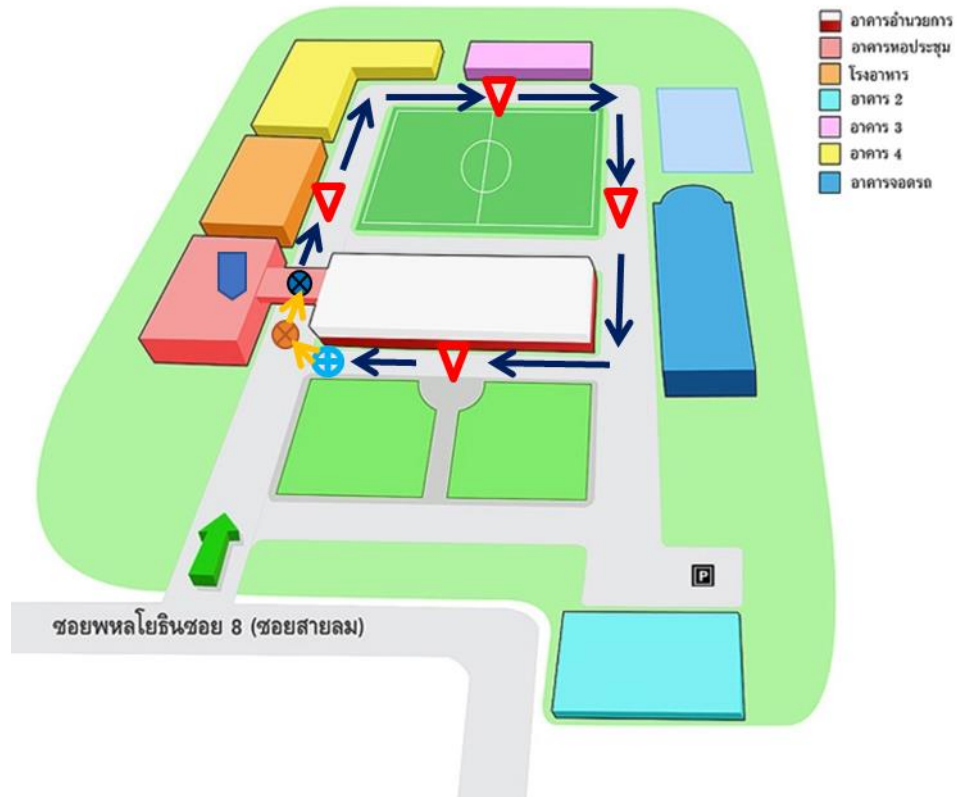 อาคารอำนวยการ
อาคารหอประชุม
โรงอาหาร
อาคาร 2
อาคาร 3
อาคาร 4
อาคารจอดรถ
P
ซอยพหลโยธินซอย 8 (ซอยสายลม)